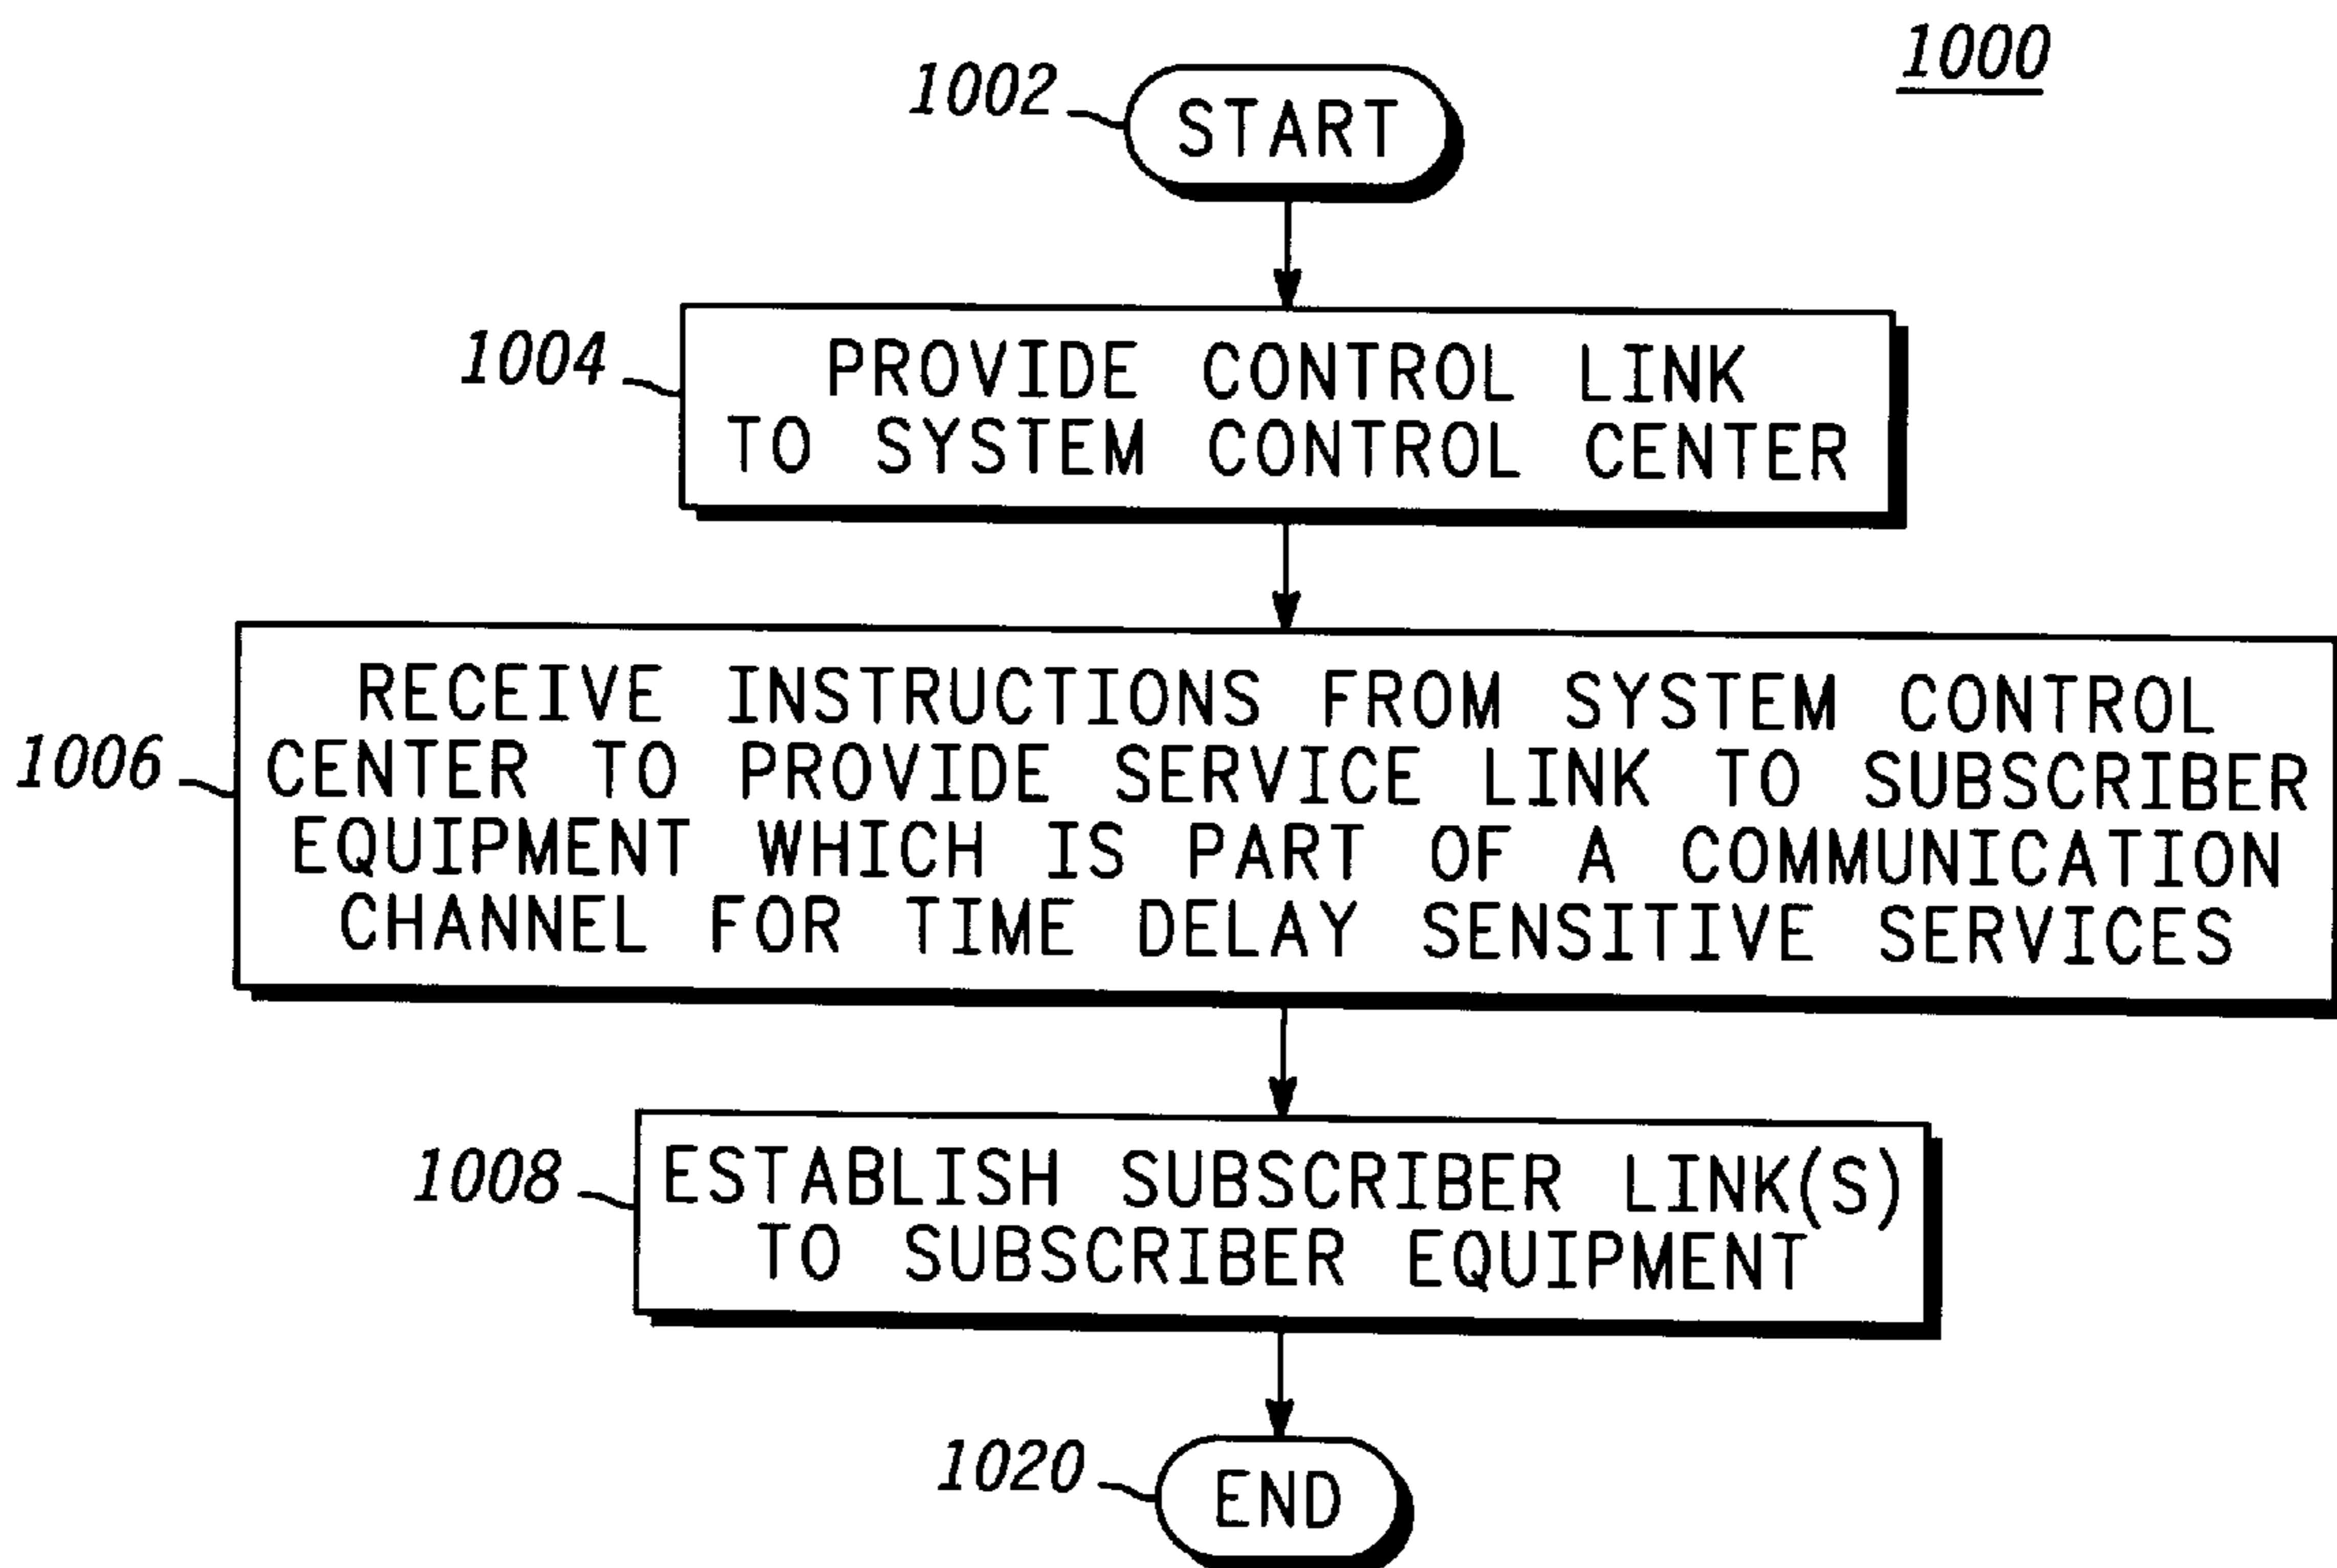 1000
1002
START
1004
PROVIDE CONTROL LINK
TO SYSTEM CONTROL CENTER
1006
RECEIVE INSTRUCTIONS FROM SYSTEM CONTROL
CENTER TO PROVIDE SERVICE LINK TO SUBSCRIBER
EQUIPMENT WHICH IS PART OF A COMMUNICATION
CHANNEL FOR TIME DELAY SENSITIVE SERVICES
1008
ESTABLISH SUBSCRIBER LINK(S)
TO SUBSCRIBER EQUIPMENT
1020
END